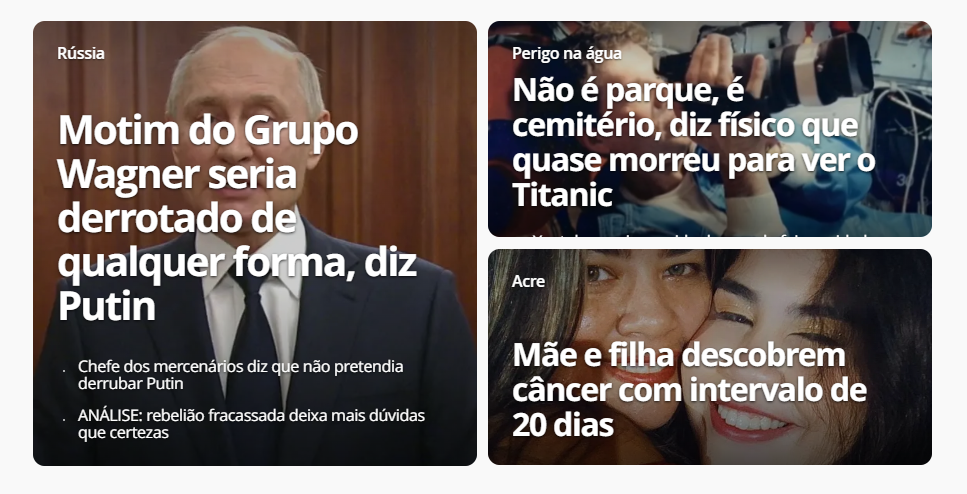 Rússia
Motim do Grupo
Wagner seria
derrotado de
qualquer forma, diz
Putin
. Chefe dos mercenários diz que não pretendia
derrubar Putin
. ANÁLISE: rebelião fracassada deixa mais dúvidas
que certezas
Perigo na água
Não é parque, é
cemitério, diz físico que
quase morreu para ver o
Titanic
Acre
Mãe e filha descobrem
câncer com intervalo de
20 dias